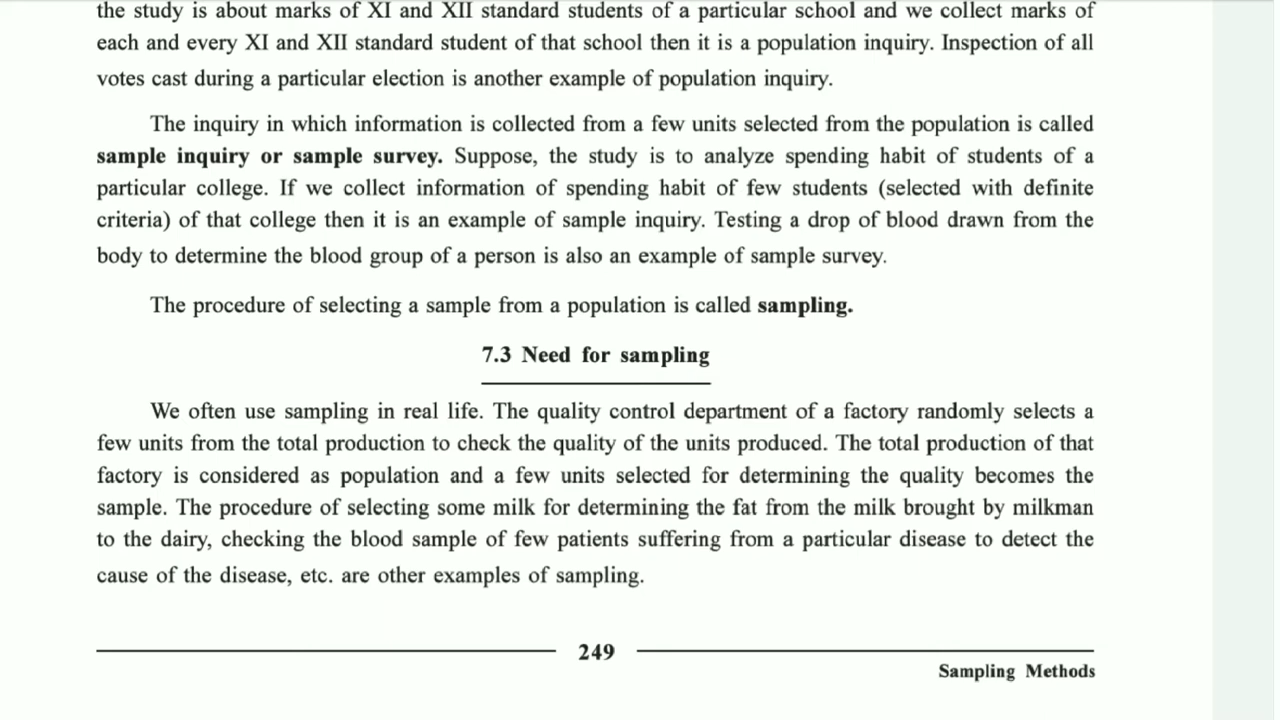 the study is about marks of XI and XII standard students of a particular school and we collect marks of
each and every XI and XII standard student of that school then it is a population inquiry. Inspection of all
votes cast during a particular election is another example of population inquiry.
The inquiry in which information is collected from a few units selected from the population is called
sample inquiry or sample survey. Suppose, the study is to analyze spending habit of students of a
particular college. If we collect information of spending habit of few students (selected with definite
criteria) of that college then it is an example of sample inquiry. Testing a drop of blood drawn from the
body to determine the blood group of a person is also an example of sample survey.
The procedure of selecting a sample from a population is called sampling.
7.3 Need for sampling
We often use sampling in real life. The quality control department of a factory randomly selects a
few units from the total production to check the quality of the units produced. The total production of that
factory is considered as population and a few units selected for determining the quality becomes the
sample. The procedure of selecting some milk for determining the fat from the milk brought by milkman
to the dairy, checking the blood sample of few patients suffering from a particular disease to detect the
cause of the disease, etc. are other examples of sampling.
249
Sampling Methods